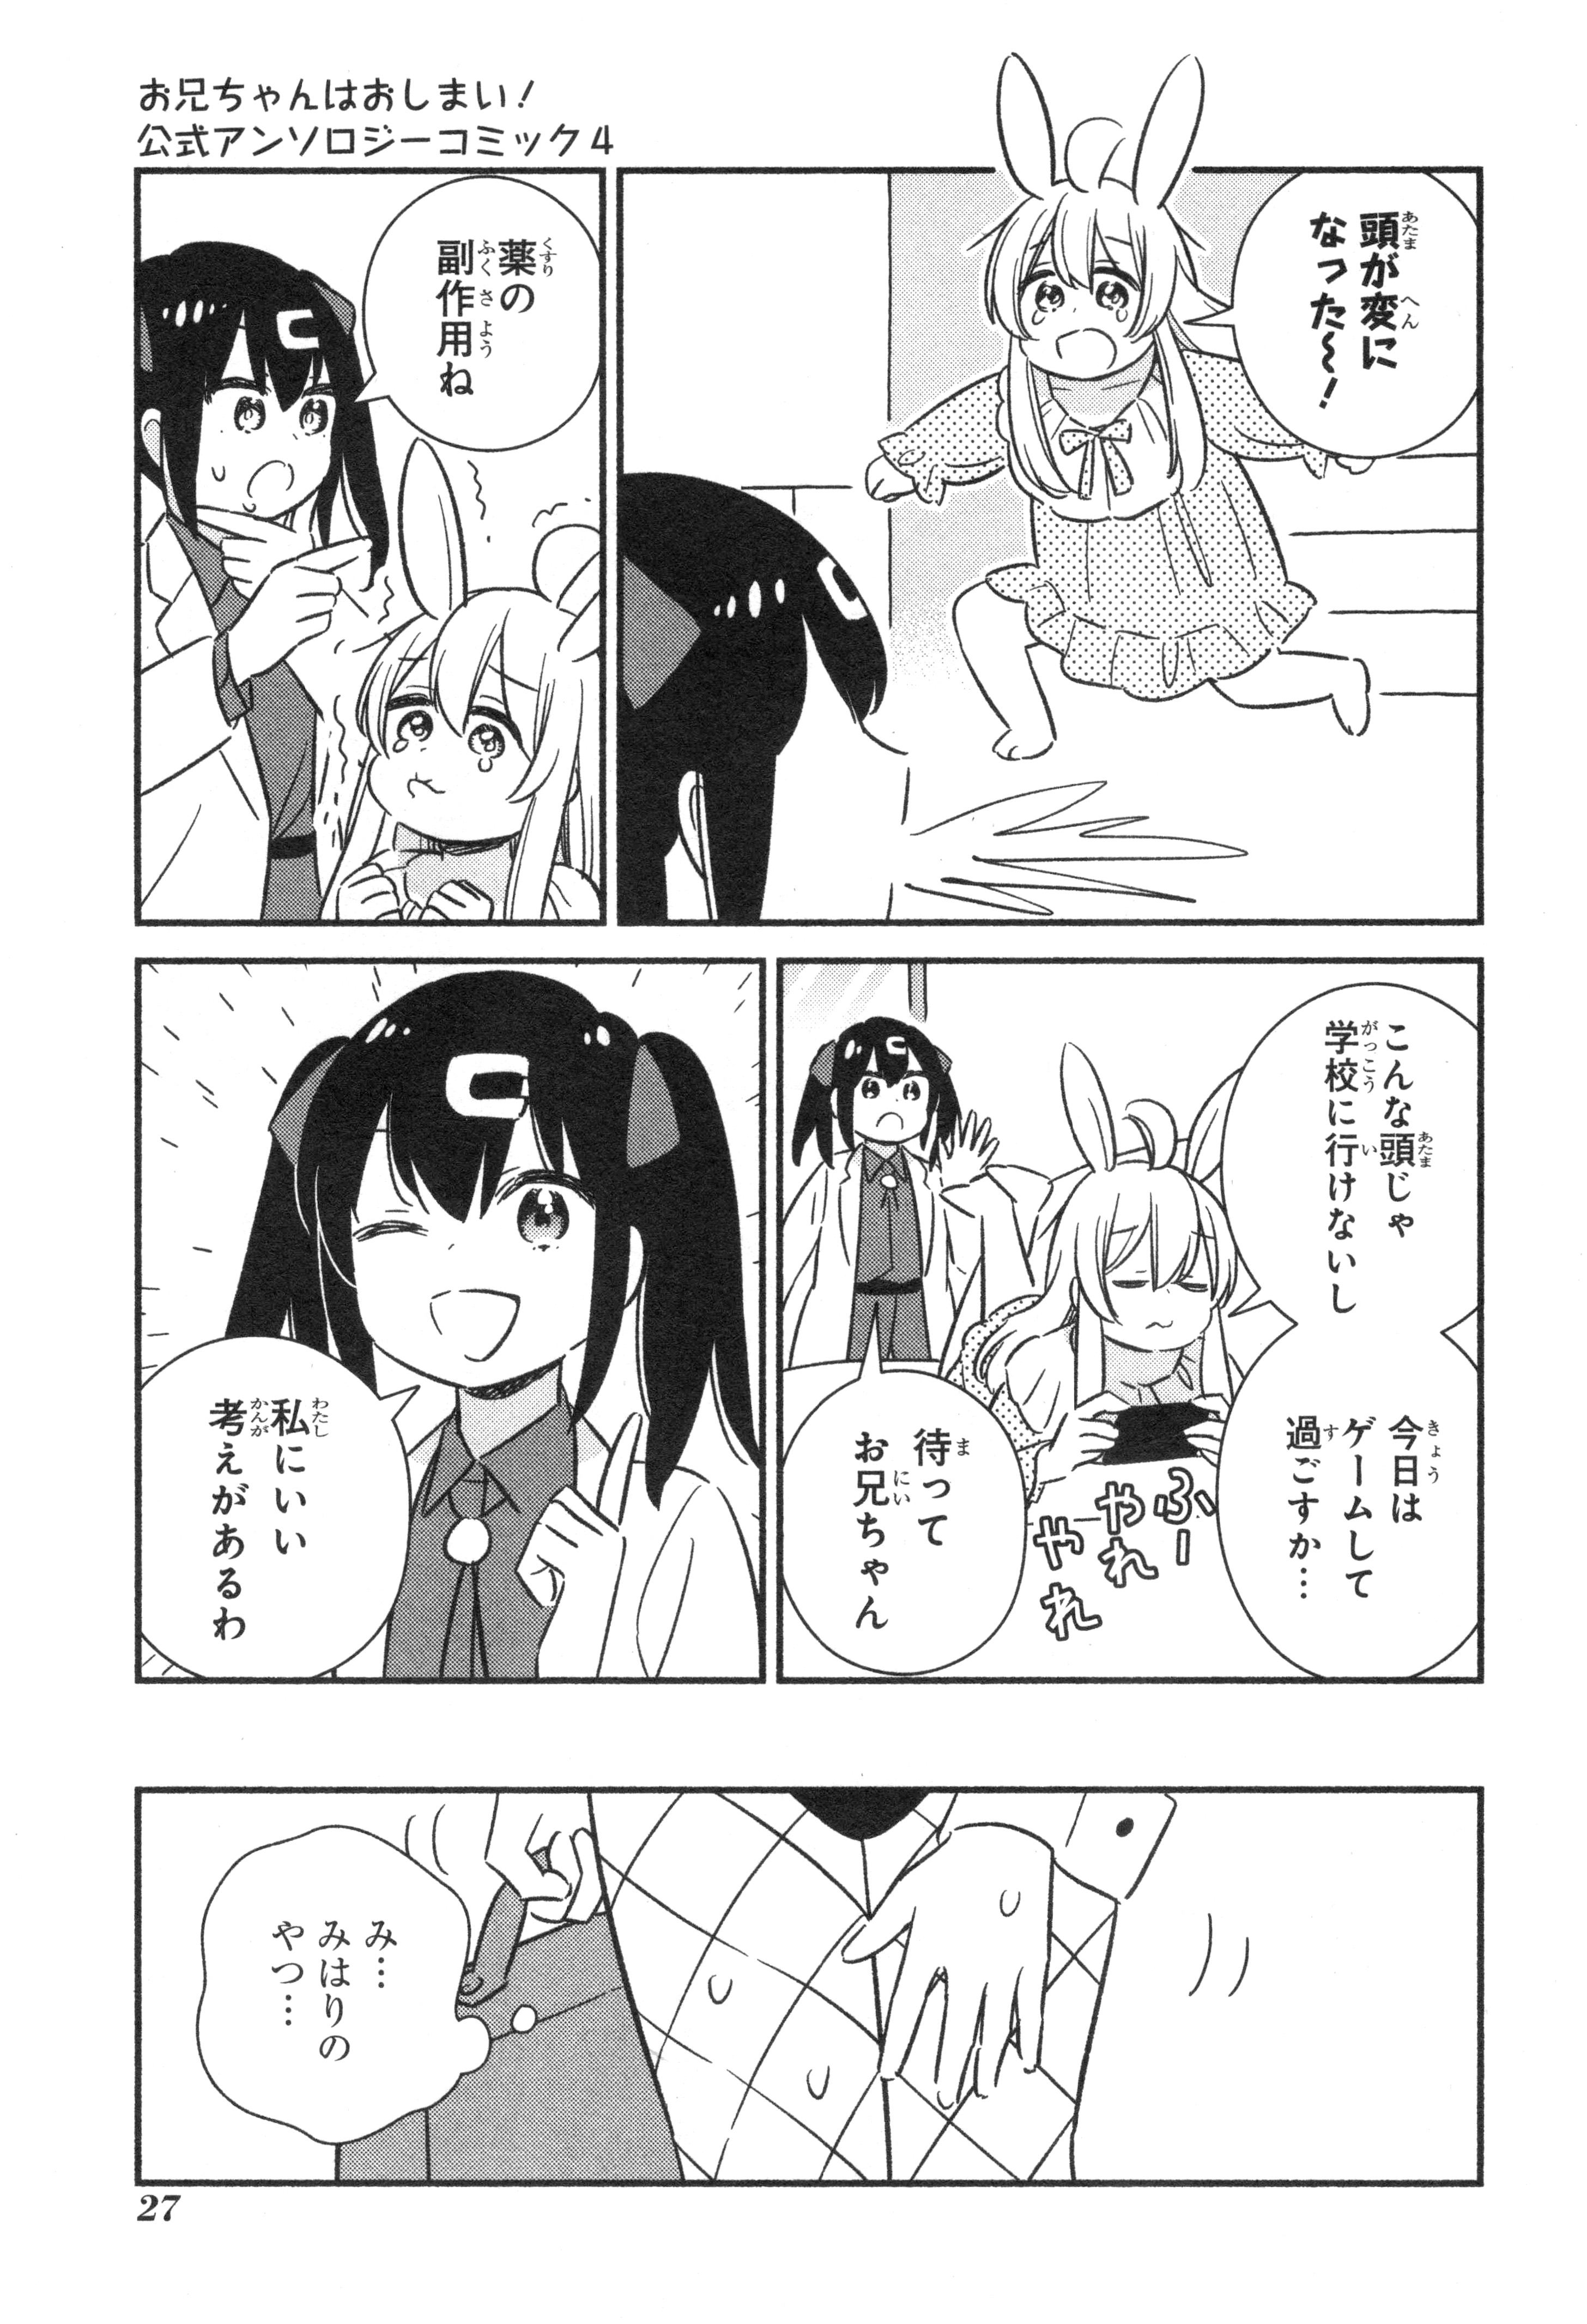 お兄ちゃんはおしまい！
公式アンソロジーコミック4
頭が変に
なった〜！
薬の
副作用ね
こんな頭じゃ
学校に行けないし
今日は
ゲームして
過ごすか…
ふー
やれ
やれ
待って
お兄ちゃん
私にいい
考えがあるわ
み…
みはりの
やつ…
27